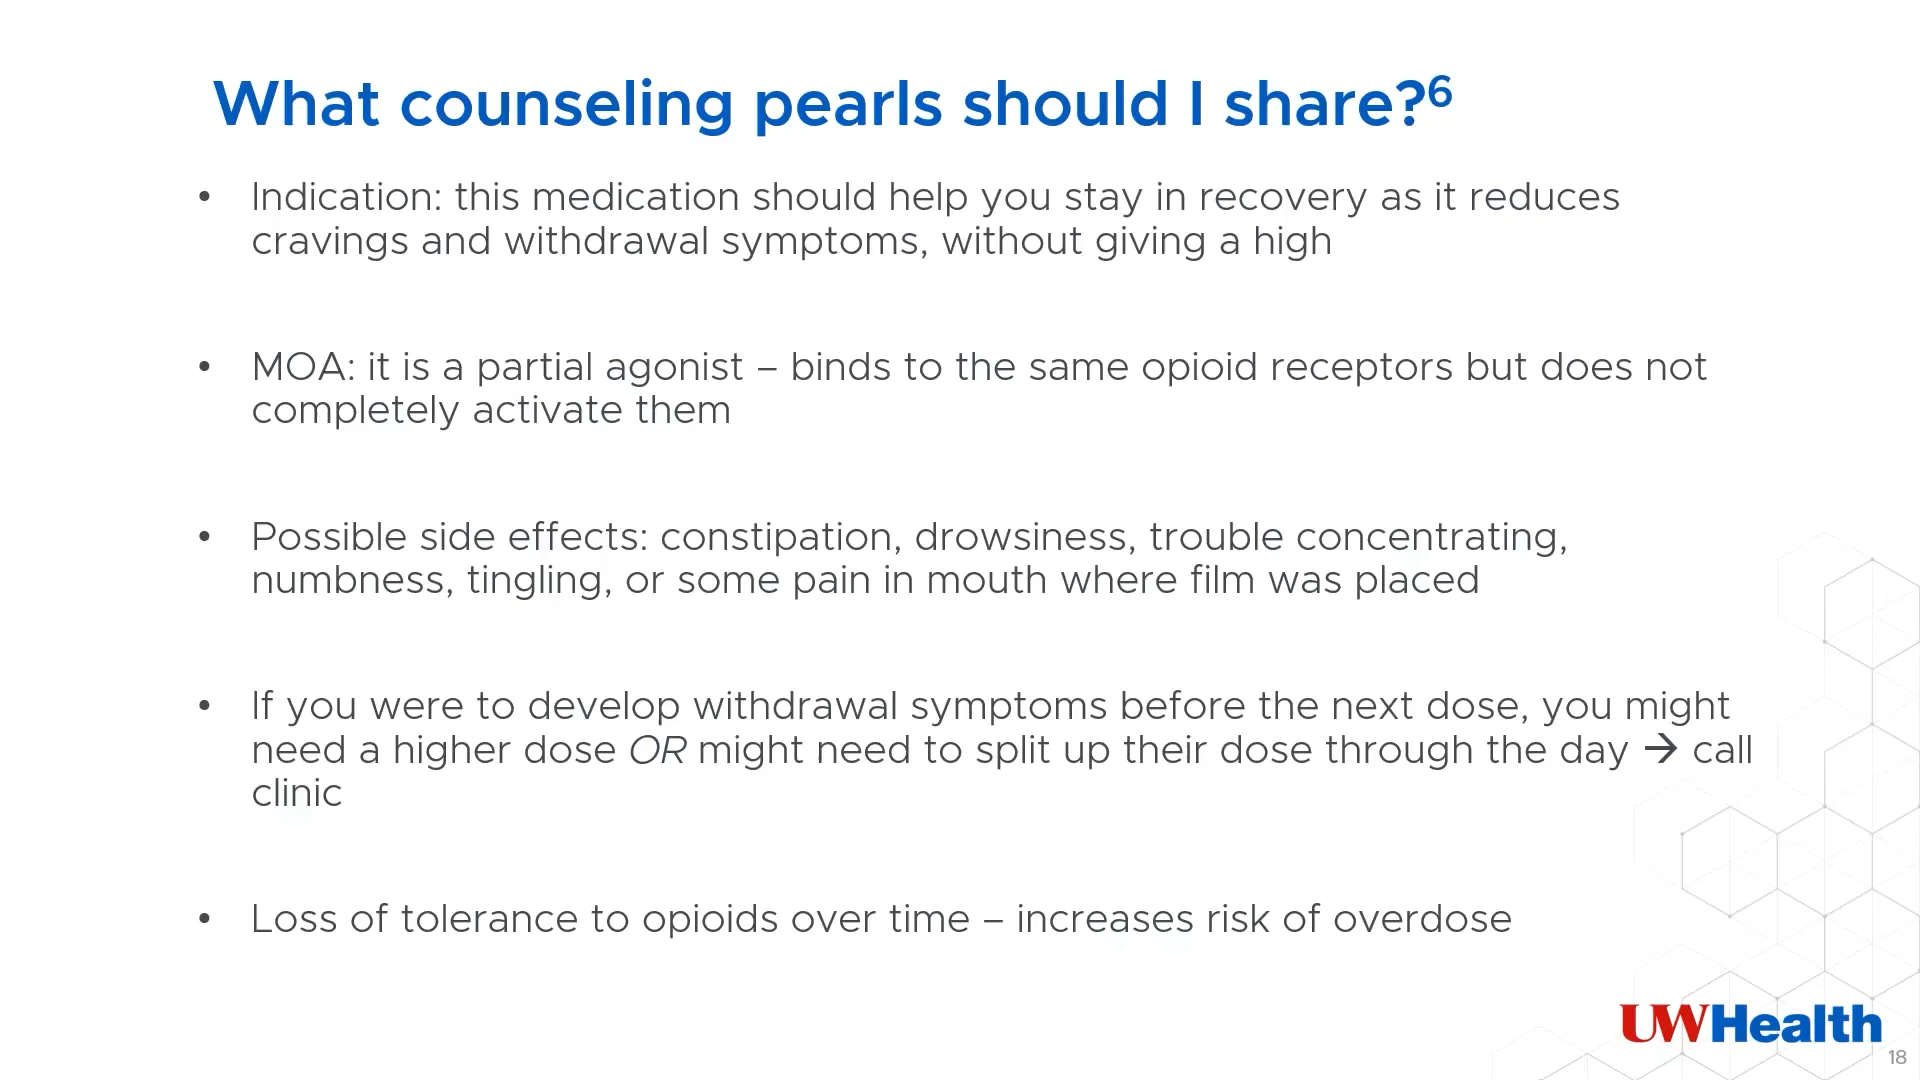 What counseling pearls should I share?⁶
• Indication: this medication should help you stay in recovery as it reduces
cravings and withdrawal symptoms, without giving a high
• MOA: it is a partial agonist – binds to the same opioid receptors but does not
completely activate them
• Possible side effects: constipation, drowsiness, trouble concentrating,
numbness, tingling, or some pain in mouth where film was placed
• If you were to develop withdrawal symptoms before the next dose, you might
need a higher dose OR might need to split up their dose through the day → call
clinic
• Loss of tolerance to opioids over time – increases risk of overdose
UWHealth
18